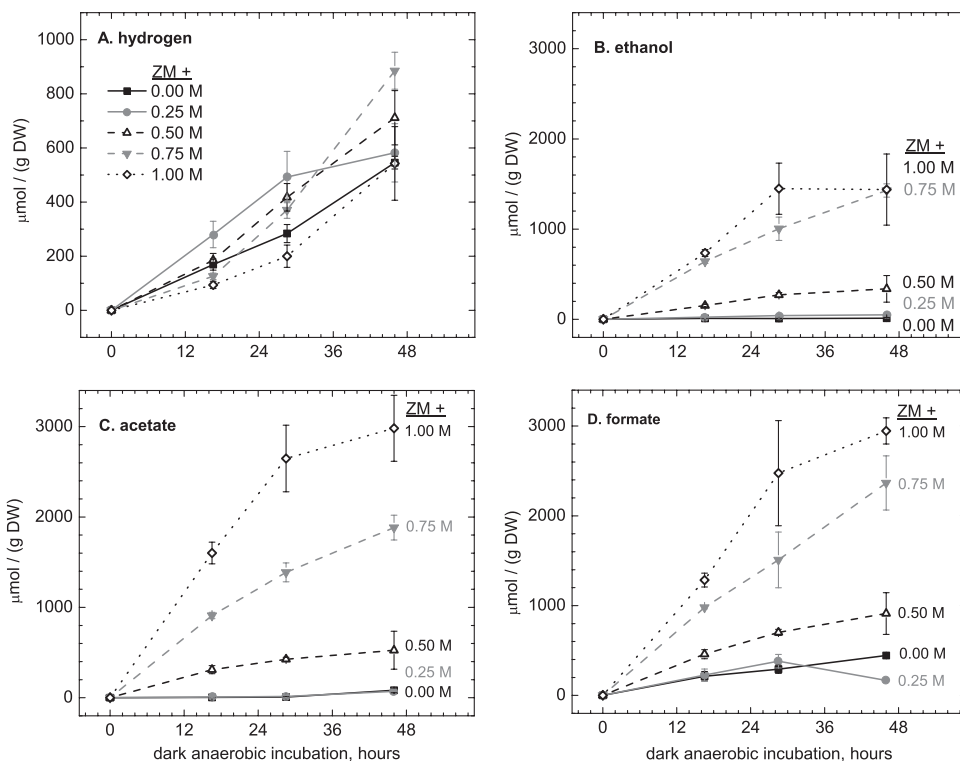 A. hydrogen
ZM +
0.00 M
0.25 M
0.50 M
0.75 M
1.00 M
μmol / (g DW)
1000
800
600
400
200
0
0 12 24 36 48
B. ethanol
ZM +
1.00 M
0.75 M
0.50 M
0.25 M
0.00 M
3000
2000
1000
0
0 12 24 36 48
C. acetate
ZM +
1.00 M
0.75 M
0.50 M
0.25 M
0.00 M
μmol / (g DW)
3000
2000
1000
0
0 12 24 36 48
dark anaerobic incubation, hours
D. formate
ZM +
1.00 M
0.75 M
0.50 M
0.00 M
0.25 M
μmol / (g DW)
3000
2000
1000
0
0 12 24 36 48
dark anaerobic incubation, hours